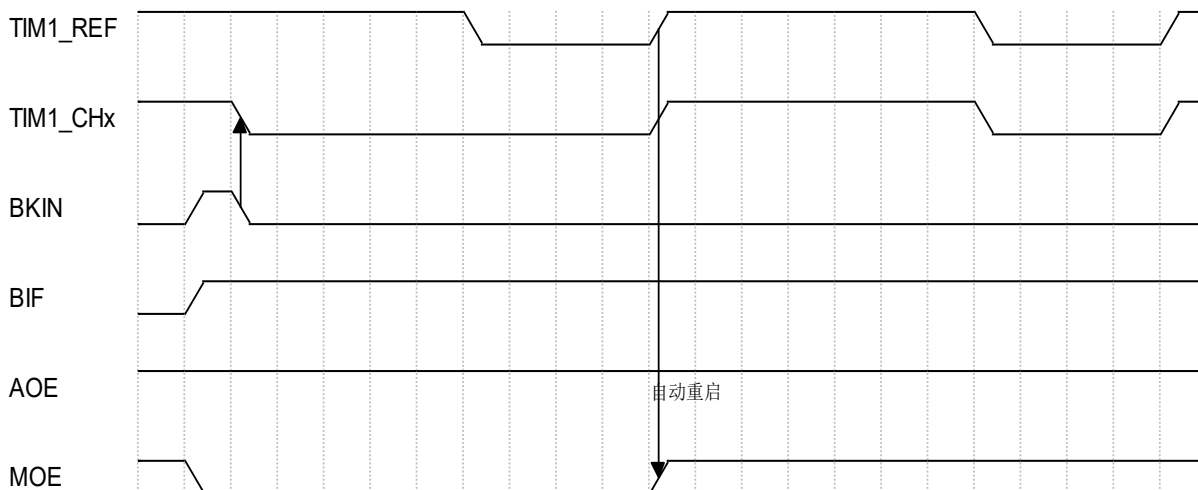 TIM1_REF
TIM1_CHx
BKIN
BIF
AOE
自动重启
MOE